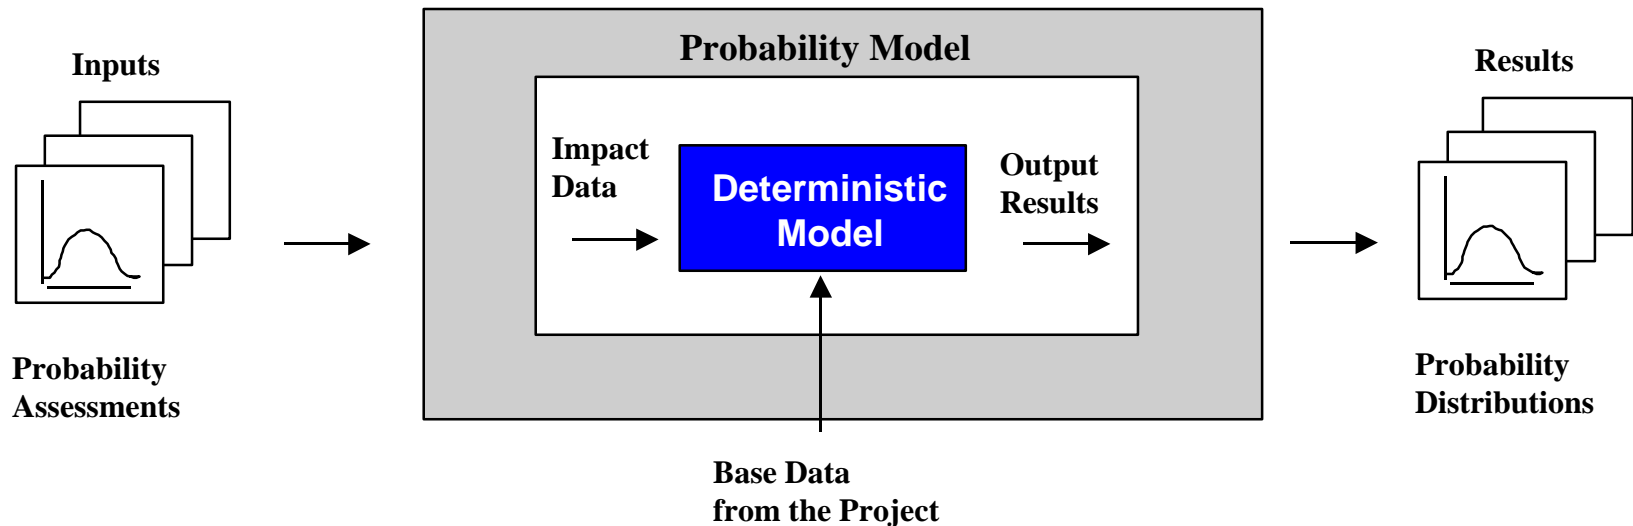 Probability Model
Inputs
Results
Impact
Data
Deterministic
Model
Output
Results
Probability
Assessments
Probability
Distributions
Base Data
from the Project